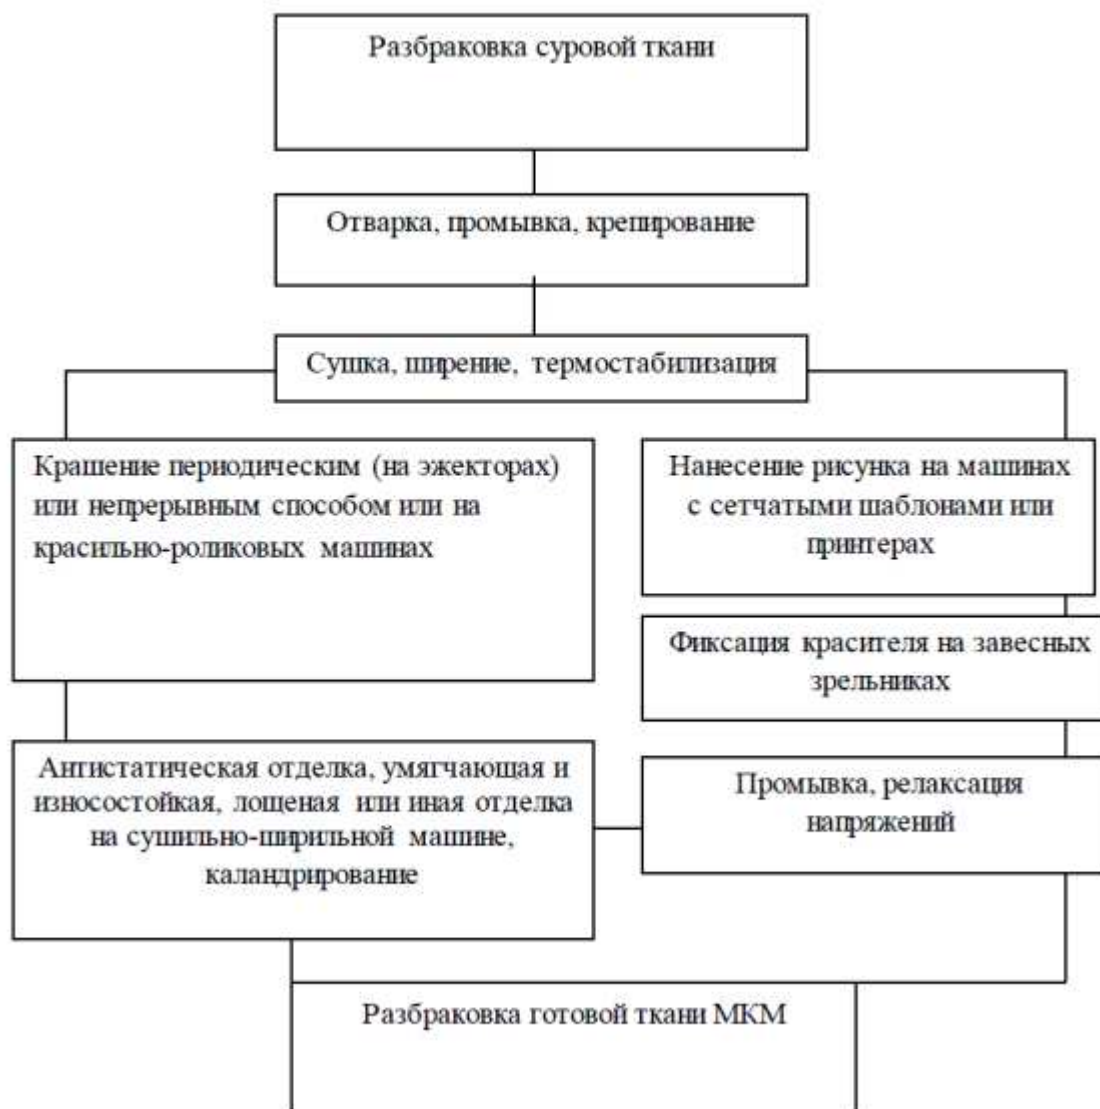 Разбраковка суровой ткани
Отварка, промывка, крепирование
Сушка, ширение, термостабилизация
Крашение периодическим (на эжекторах)
или непрерывным способом или на
красильно-роликовых машинах
Нанесение рисунка на машинах
с сетчатыми шаблонами или
принтерах
Фиксация красителя на завесных
зрельниках
Антистатическая отделка, умягчающая и
износостойкая, лощеная или иная отделка
на сушильно-ширильной машине,
каландрирование
Промывка, релаксация
напряжений
Разбраковка готовой ткани МКМ